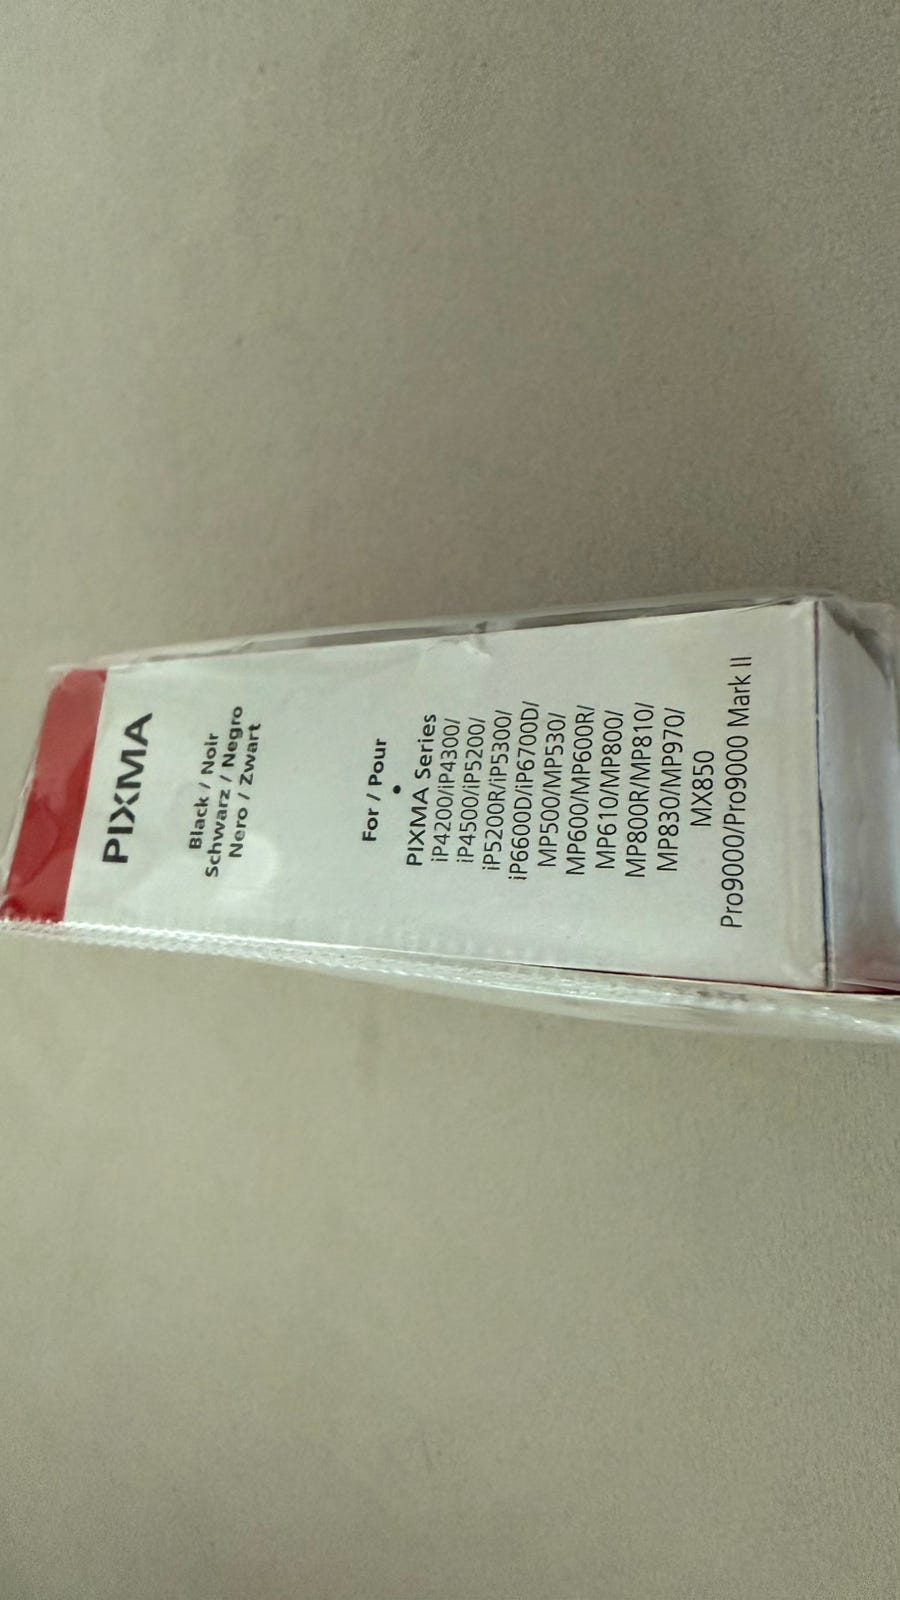 PIXMA
Black / Noir
Schwarz / Negro
Nero / Zwart
For / Pour
•
PIXMA Series
iP4200/iP4300/
iP4500/iP5200/
iP5200R/iP5300/
iP6600D/iP6700D/
MP500/MP530/
MP600/MP600R/
MP610/MP800/
MP800R/MP810/
MP830/MP970/
MX850
Pro9000/Pro9000 Mark II